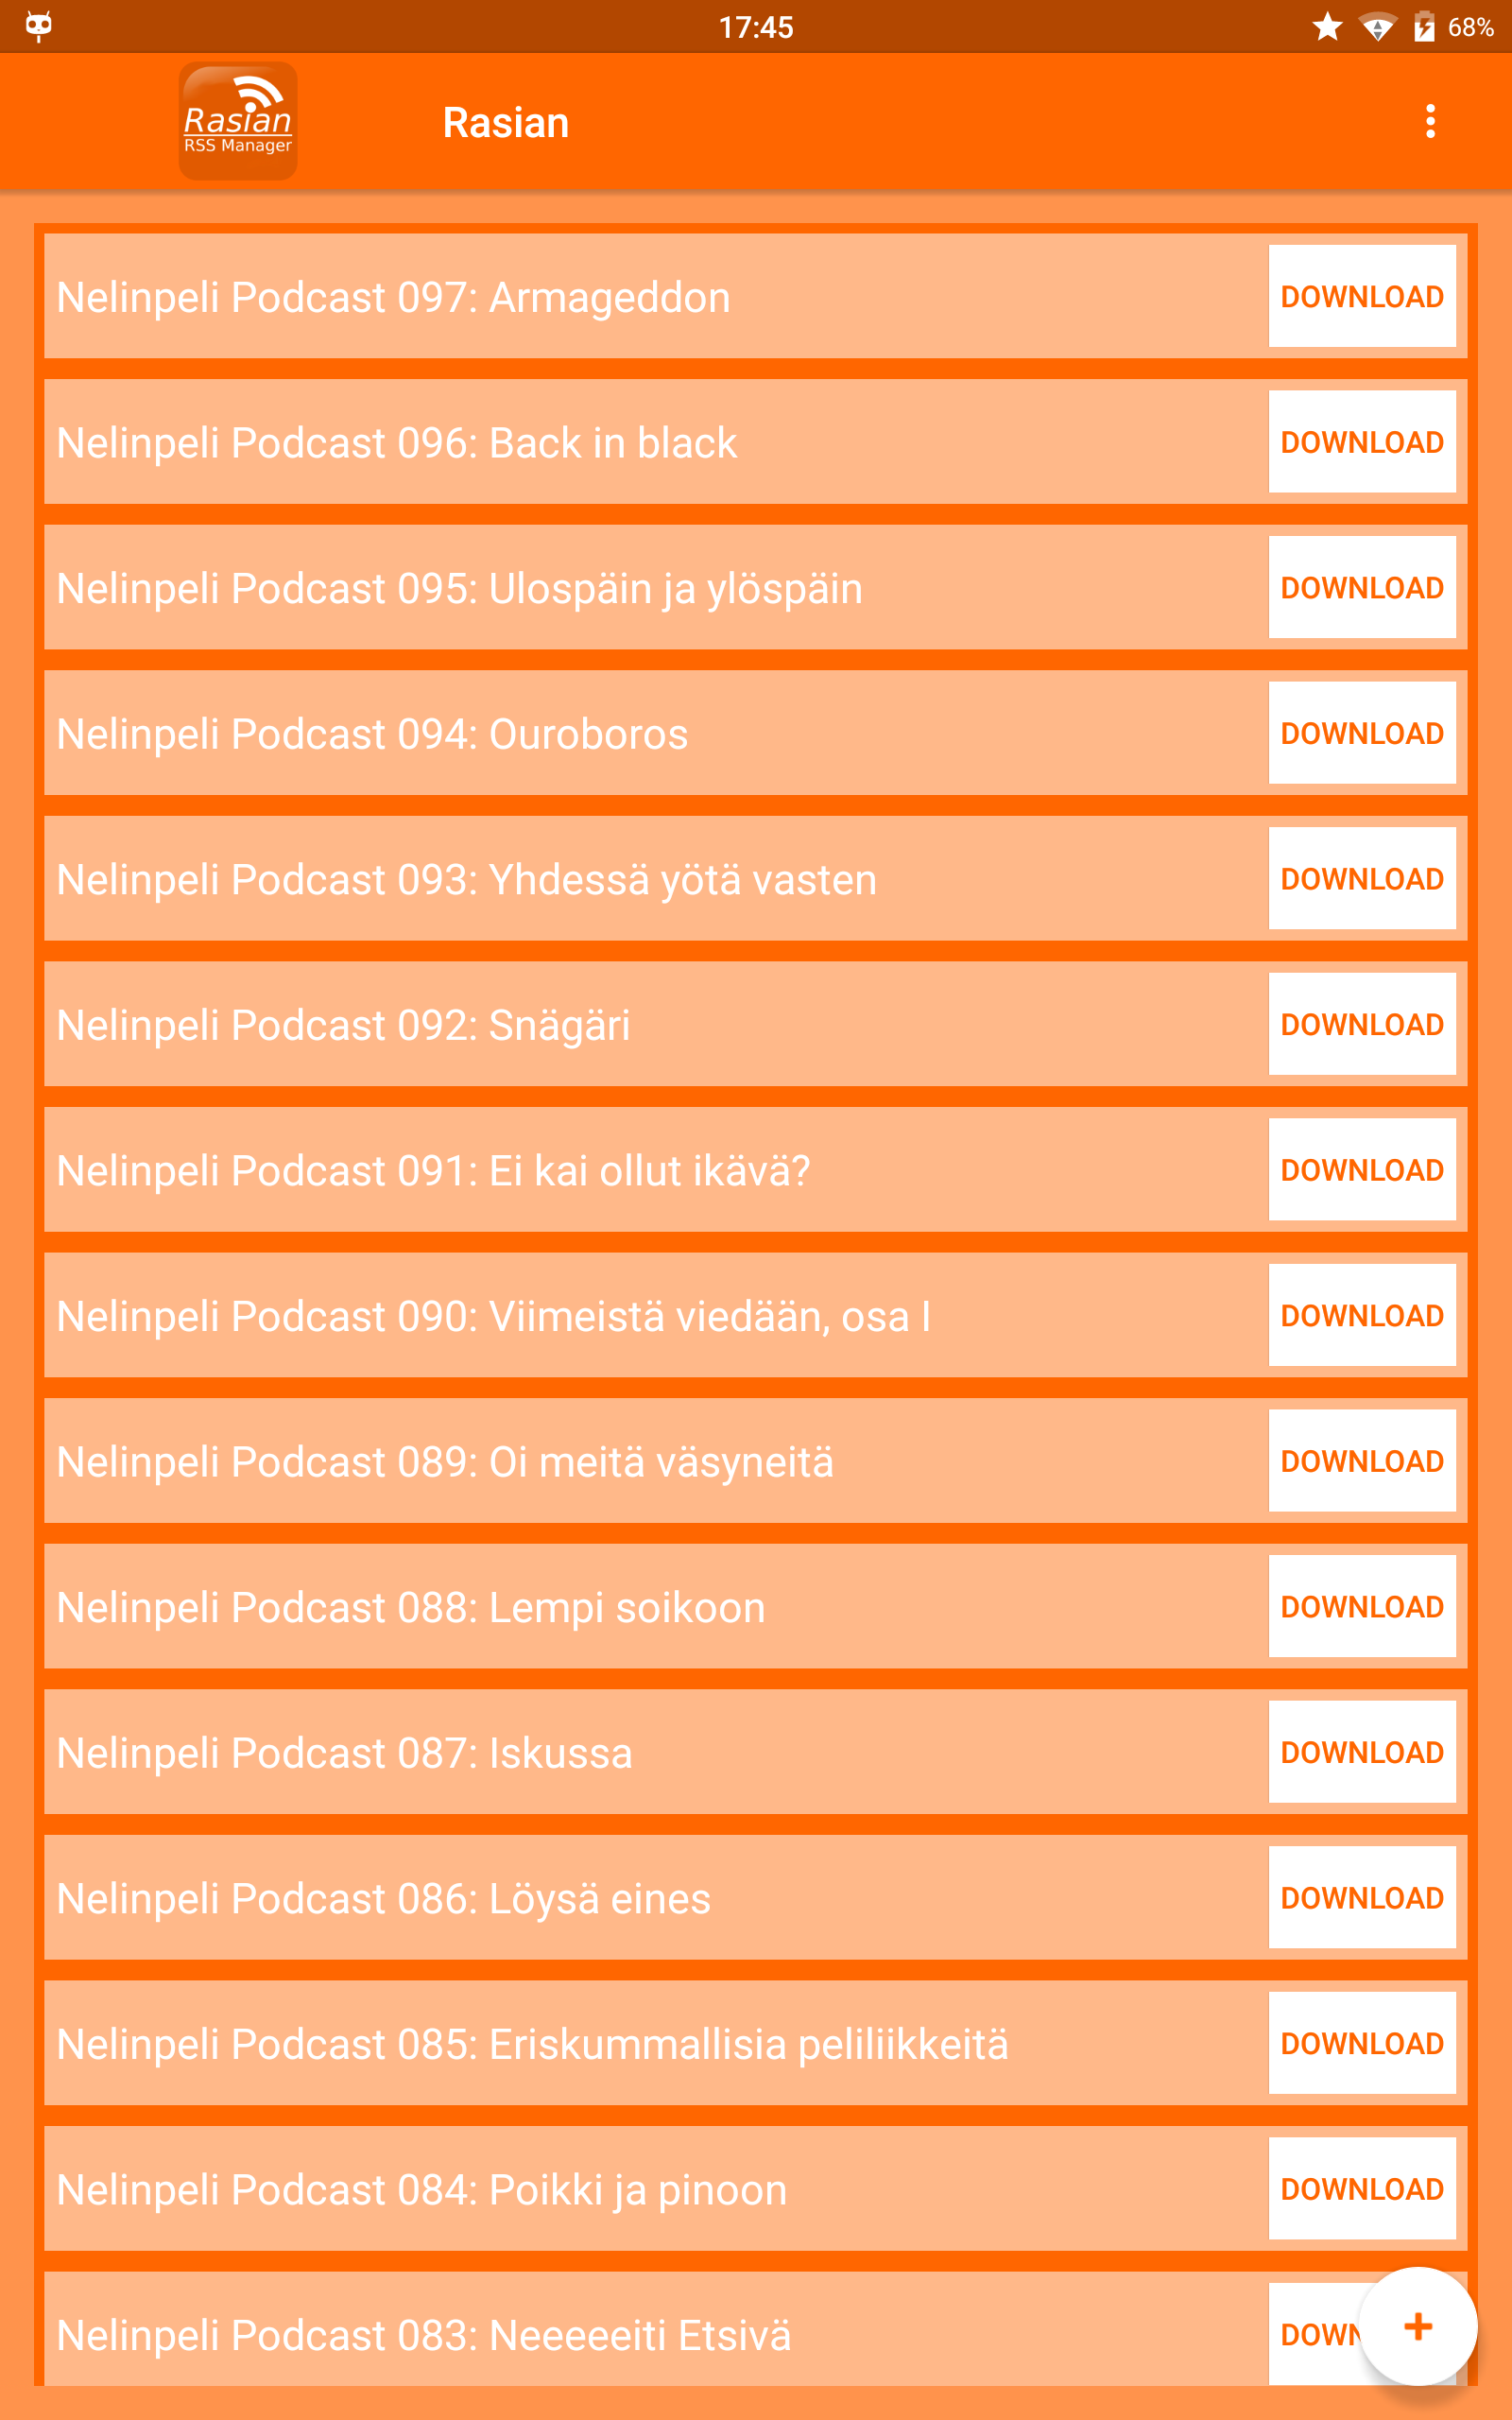 17:45
68%
Rasian
RSS Manager
Rasian
Nelinpeli Podcast 097: Armageddon
DOWNLOAD
Nelinpeli Podcast 096: Back in black
DOWNLOAD
Nelinpeli Podcast 095: Ulospäin ja ylöspäin
DOWNLOAD
Nelinpeli Podcast 094: Ouroboros
DOWNLOAD
Nelinpeli Podcast 093: Yhdessä yötä vasten
DOWNLOAD
Nelinpeli Podcast 092: Snägäri
DOWNLOAD
Nelinpeli Podcast 091: Ei kai ollut ikävä?
DOWNLOAD
Nelinpeli Podcast 090: Viimeistä viedään, osa I
DOWNLOAD
Nelinpeli Podcast 089: Oi meitä väsyneitä
DOWNLOAD
Nelinpeli Podcast 088: Lempi soikoon
DOWNLOAD
Nelinpeli Podcast 087: Iskussa
DOWNLOAD
Nelinpeli Podcast 086: Löysä eines
DOWNLOAD
Nelinpeli Podcast 085: Eriskummallisia peliliikkeitä
DOWNLOAD
Nelinpeli Podcast 084: Poikki ja pinoon
DOWNLOAD
Nelinpeli Podcast 083: Neeeeeiti Etsivä
DOWN
+